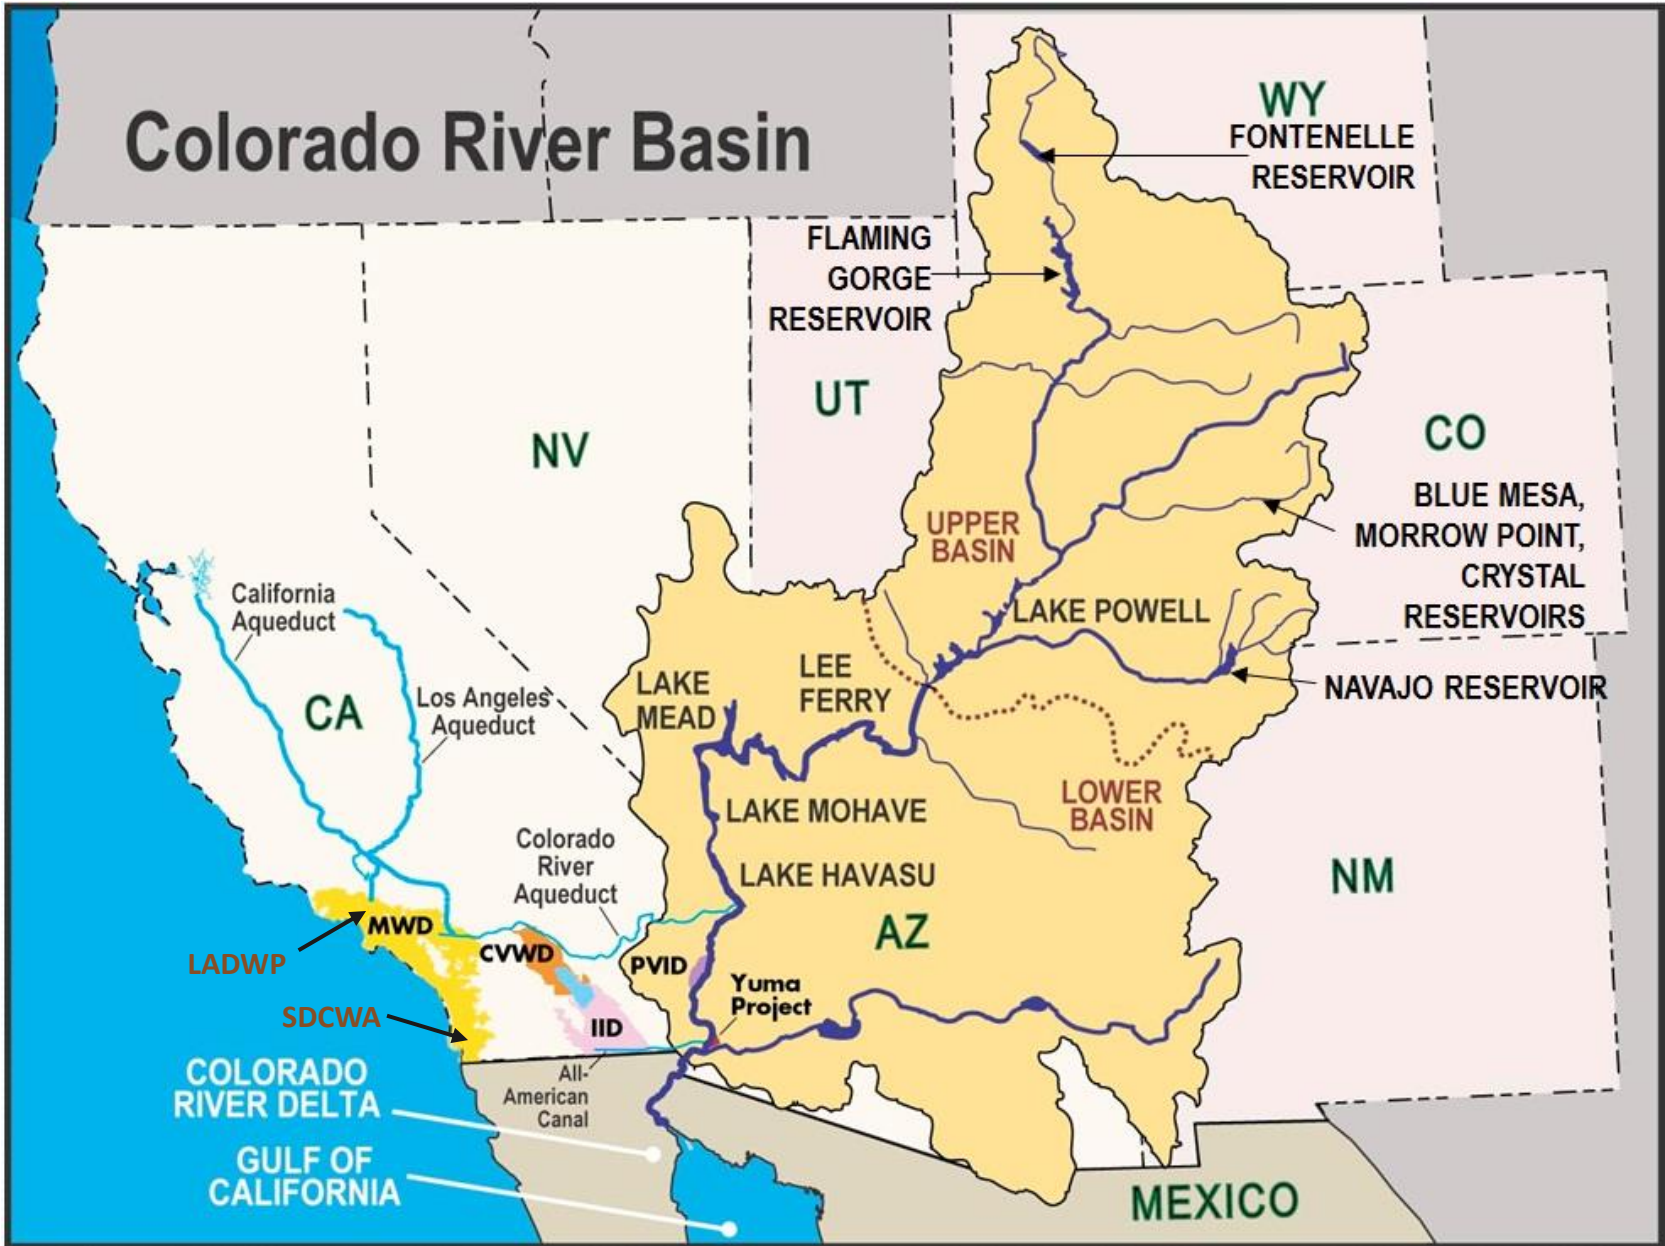 Colorado River Basin
WY
FONTENELLE
RESERVOIR
FLAMING
GORGE
RESERVOIR
UT
NV
CO
BLUE MESA,
MORROW POINT,
CRYSTAL
RESERVOIRS
UPPER
BASIN
California
Aqueduct
LAKE POWELL
LEE
FERRY
LAKE
MEAD
NAVAJO RESERVOIR
CA
Los Angeles
Aqueduct
LOWER
BASIN
LAKE MOHAVE
Colorado
River
Aqueduct
LAKE HAVASU
NM
AZ
MWD
LADWP
CVWD
PVID
Yuma
Project
SDCWA
IID
COLORADO
RIVER DELTA
All-
American
Canal
GULF OF
CALIFORNIA
MEXICO